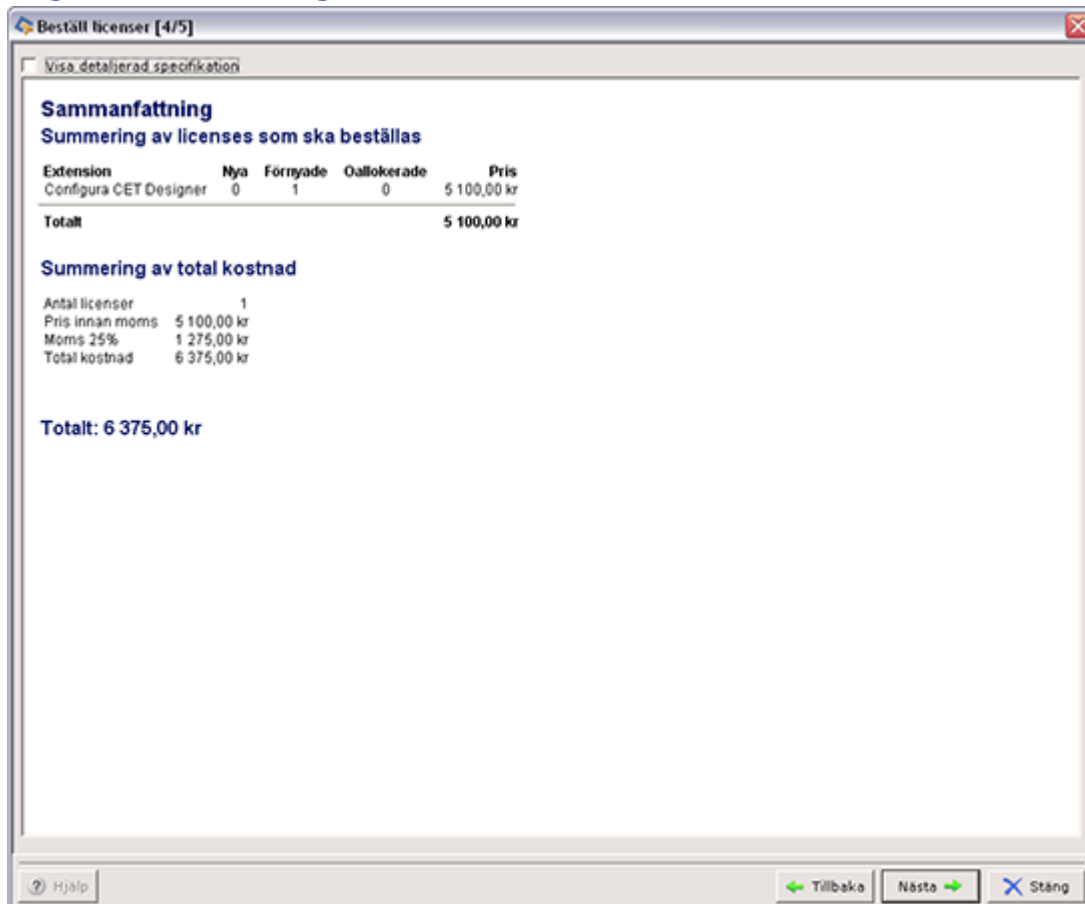 Beställ licenser [4/5]
Visa detaljerad specifikation
Sammanfattning
Summering av licenses som ska beställas
Extension Nya Förnyade Oallokerade Pris
Configura CET Designer 0 1 0 5 100,00 kr
Totalt 5 100,00 kr
Summering av total kostnad
Antal licenser 1
Pris innan moms 5 100,00 kr
Moms 25% 1 275,00 kr
Total kostnad 6 375,00 kr
Totalt: 6 375,00 kr
Hjälp Tillbaka Nästa Stäng